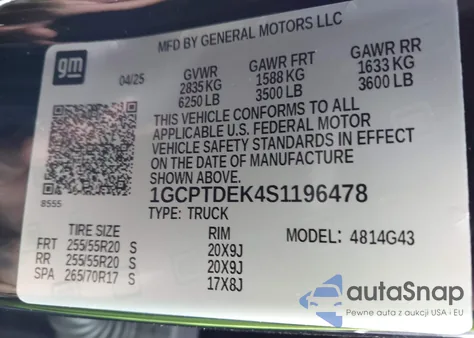 MFD BY GENERAL MOTORS LLC
gm
04/25
GVWR GAWR FRT GAWR RR
2835 KG 1588 KG 1633 KG
6250 LB 3500 LB 3600 LB
THIS VEHICLE CONFORMS TO ALL
APPLICABLE U.S. FEDERAL MOTOR
VEHICLE SAFETY STANDARDS IN EFFECT
ON THE DATE OF MANUFACTURE
SHOWN ABOVE.
8555
1GCPTDEK4S1196478
TYPE: TRUCK
TIRE SIZE RIM MODEL: 4814G43
FRT 255/55R20 S 20X9J
RR 255/55R20 S 20X9J
SPA 265/70R17 S 17X8J
autoSnap
Pewne auta z aukcji USA i EU